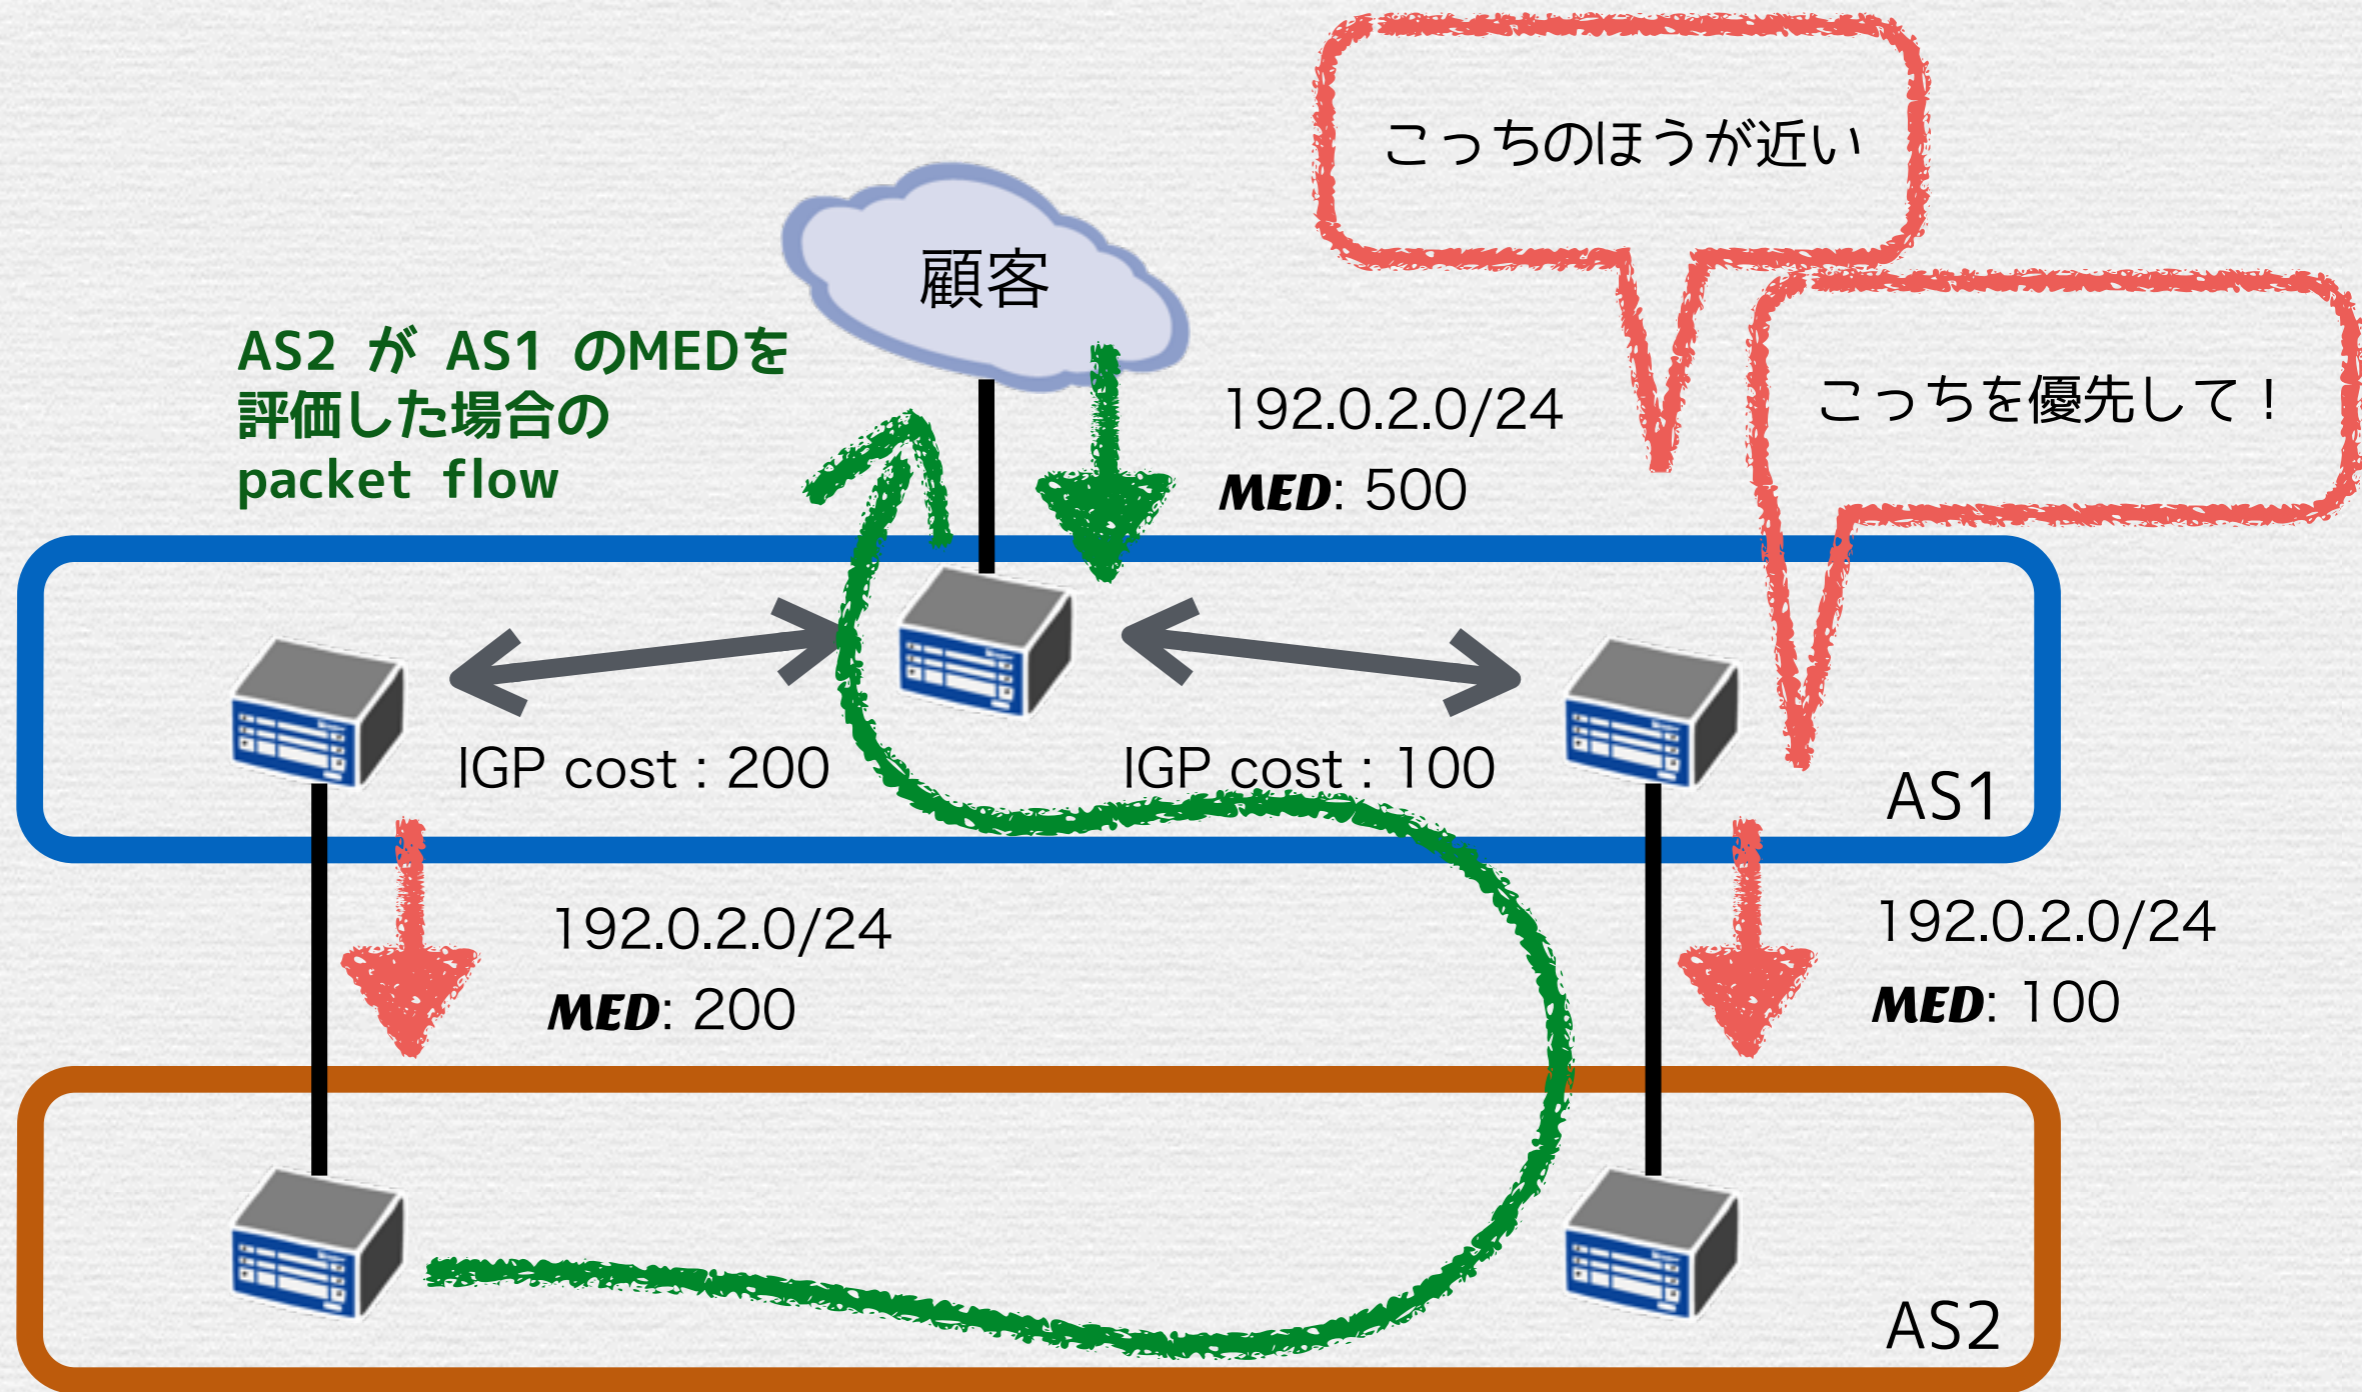 こっちのほうが近い
顧客
AS2 が AS1 のMEDを
評価した場合の
packet flow
192.0.2.0/24
MED: 500
こっちを優先して！
IGP cost : 200
IGP cost : 100
AS1
192.0.2.0/24
MED: 200
192.0.2.0/24
MED: 100
AS2